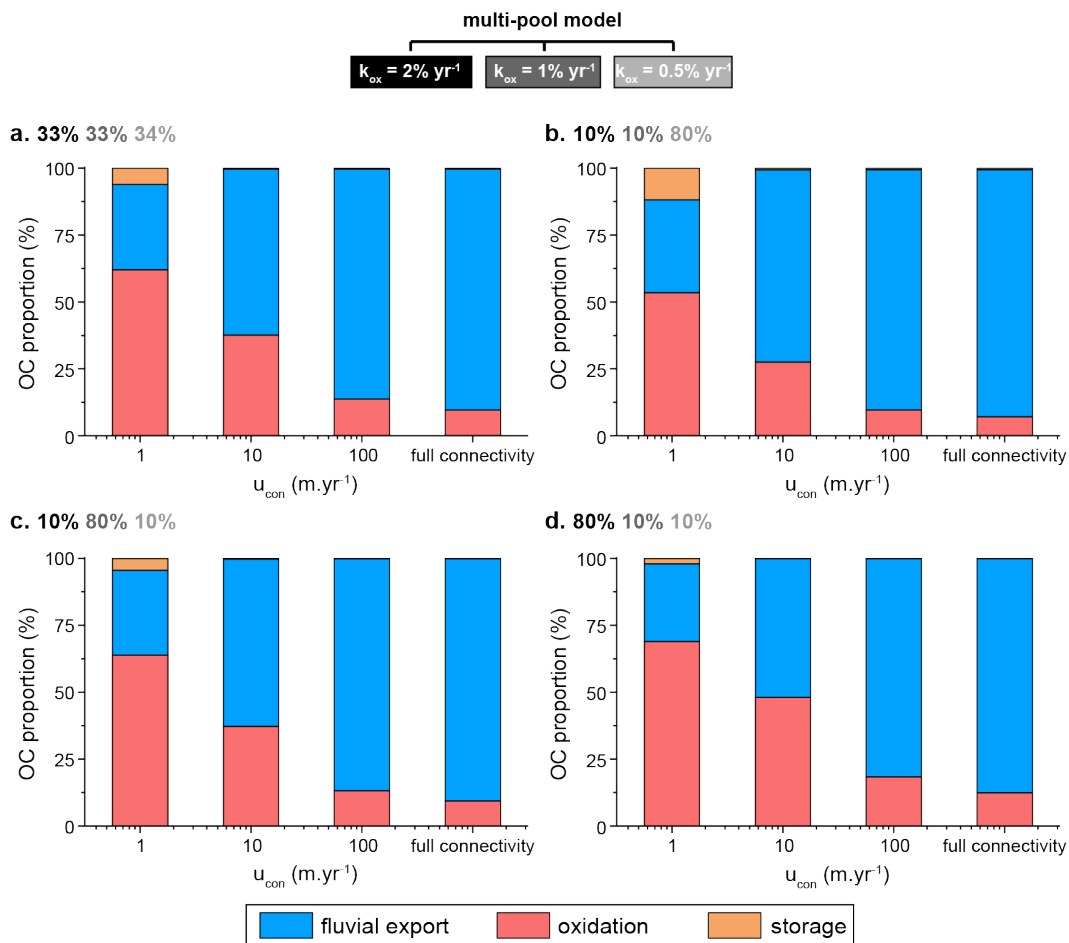 multi-pool model
kox = 2% yr-1 kox = 1% yr-1 kox = 0.5% yr-1
a. 33% 33% 34%
100
75
50
25
0
OC proportion (%)
1 10 100 full connectivity
ucon (m.yr-1)
b. 10% 10% 80%
100
75
50
25
0
OC proportion (%)
1 10 100 full connectivity
ucon (m.yr-1)
c. 10% 80% 10%
100
75
50
25
0
OC proportion (%)
1 10 100 full connectivity
ucon (m.yr-1)
d. 80% 10% 10%
100
75
50
25
0
OC proportion (%)
1 10 100 full connectivity
ucon (m.yr-1)
fluvial export oxidation storage